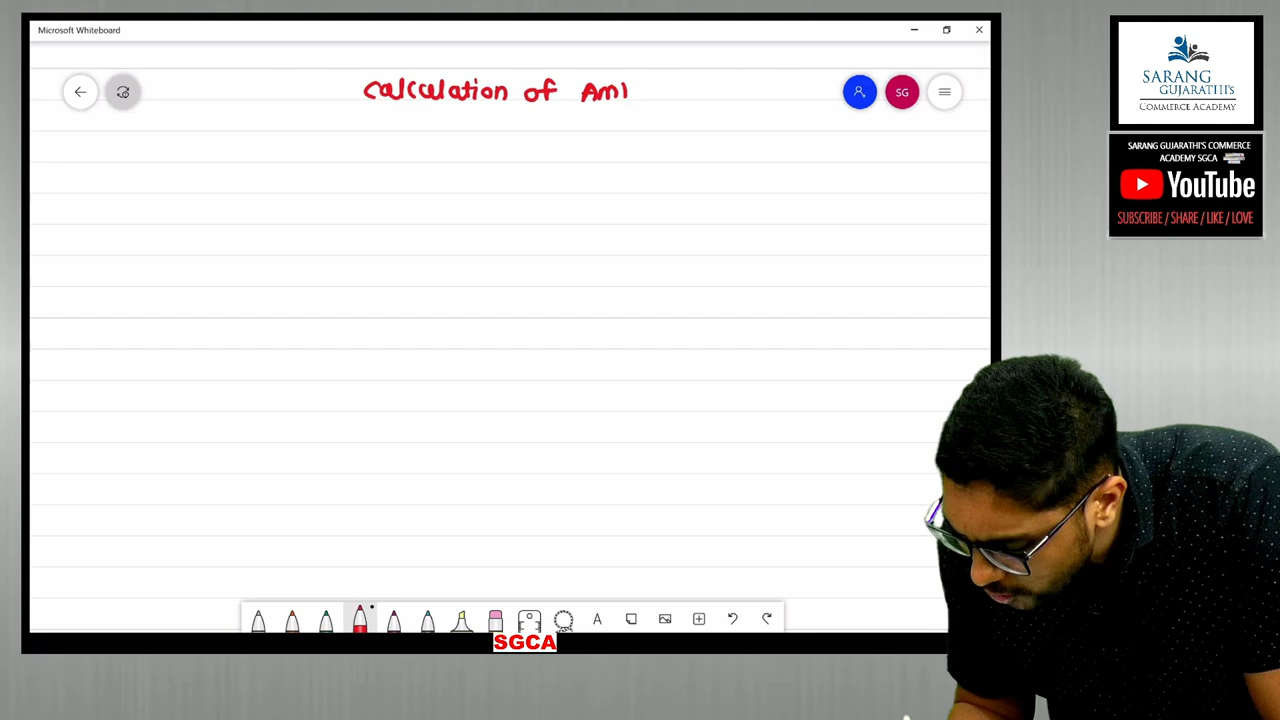 Microsoft Whiteboard
calculation of Am
SG
SARANG
GUJARATHI'S
COMMERCE ACADEMY
SARANG GUJARATHI'S COMMERCE
ACADEMY SGCA
YouTube
SUBSCRIBE / SHARE / LIKE / LOVE
A
SGCA